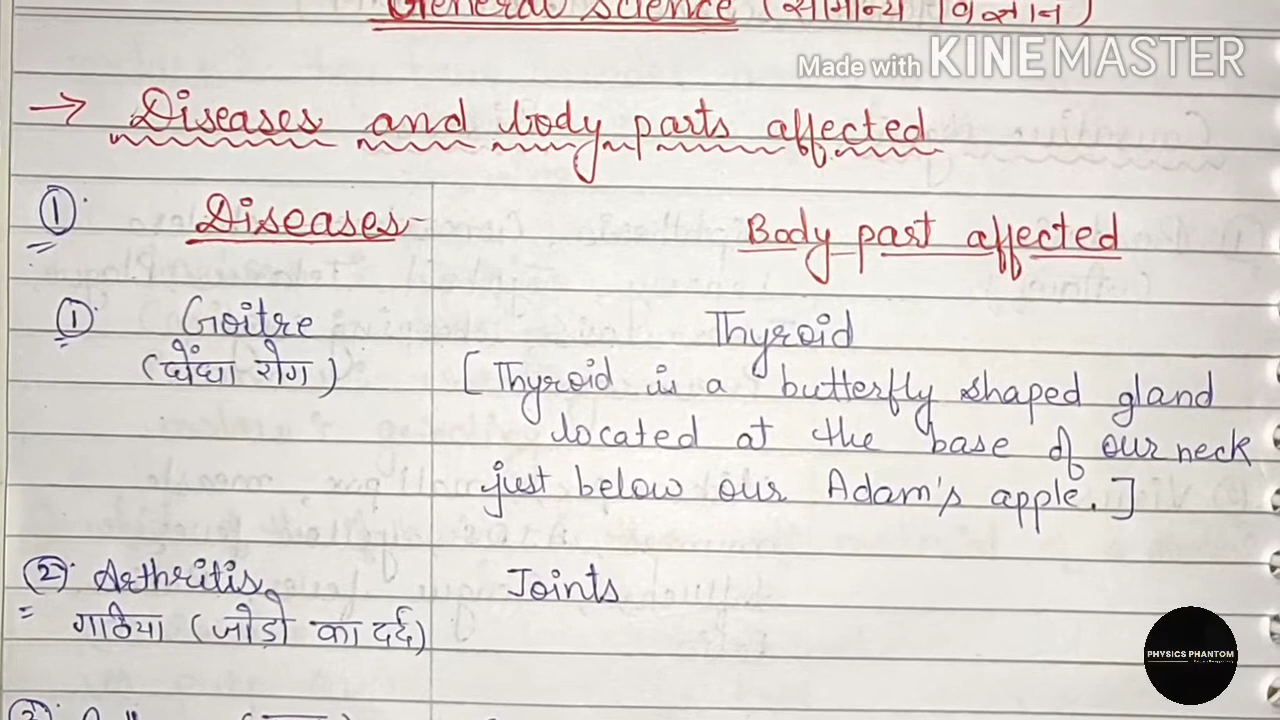 General Science (सामान्य विज्ञान)
Made with KINEMASTER
→ Diseases and body parts affected
① Diseases- Body part affected
① Goitre Thyroid
(घेंघा रोग) [Thyroid is a butterfly shaped gland
located at the base of our neck
just below our Adam's apple.]
(2) Arthritis Joints
गठिया (जोड़ो का दर्द)
PHYSICS PHANTOM